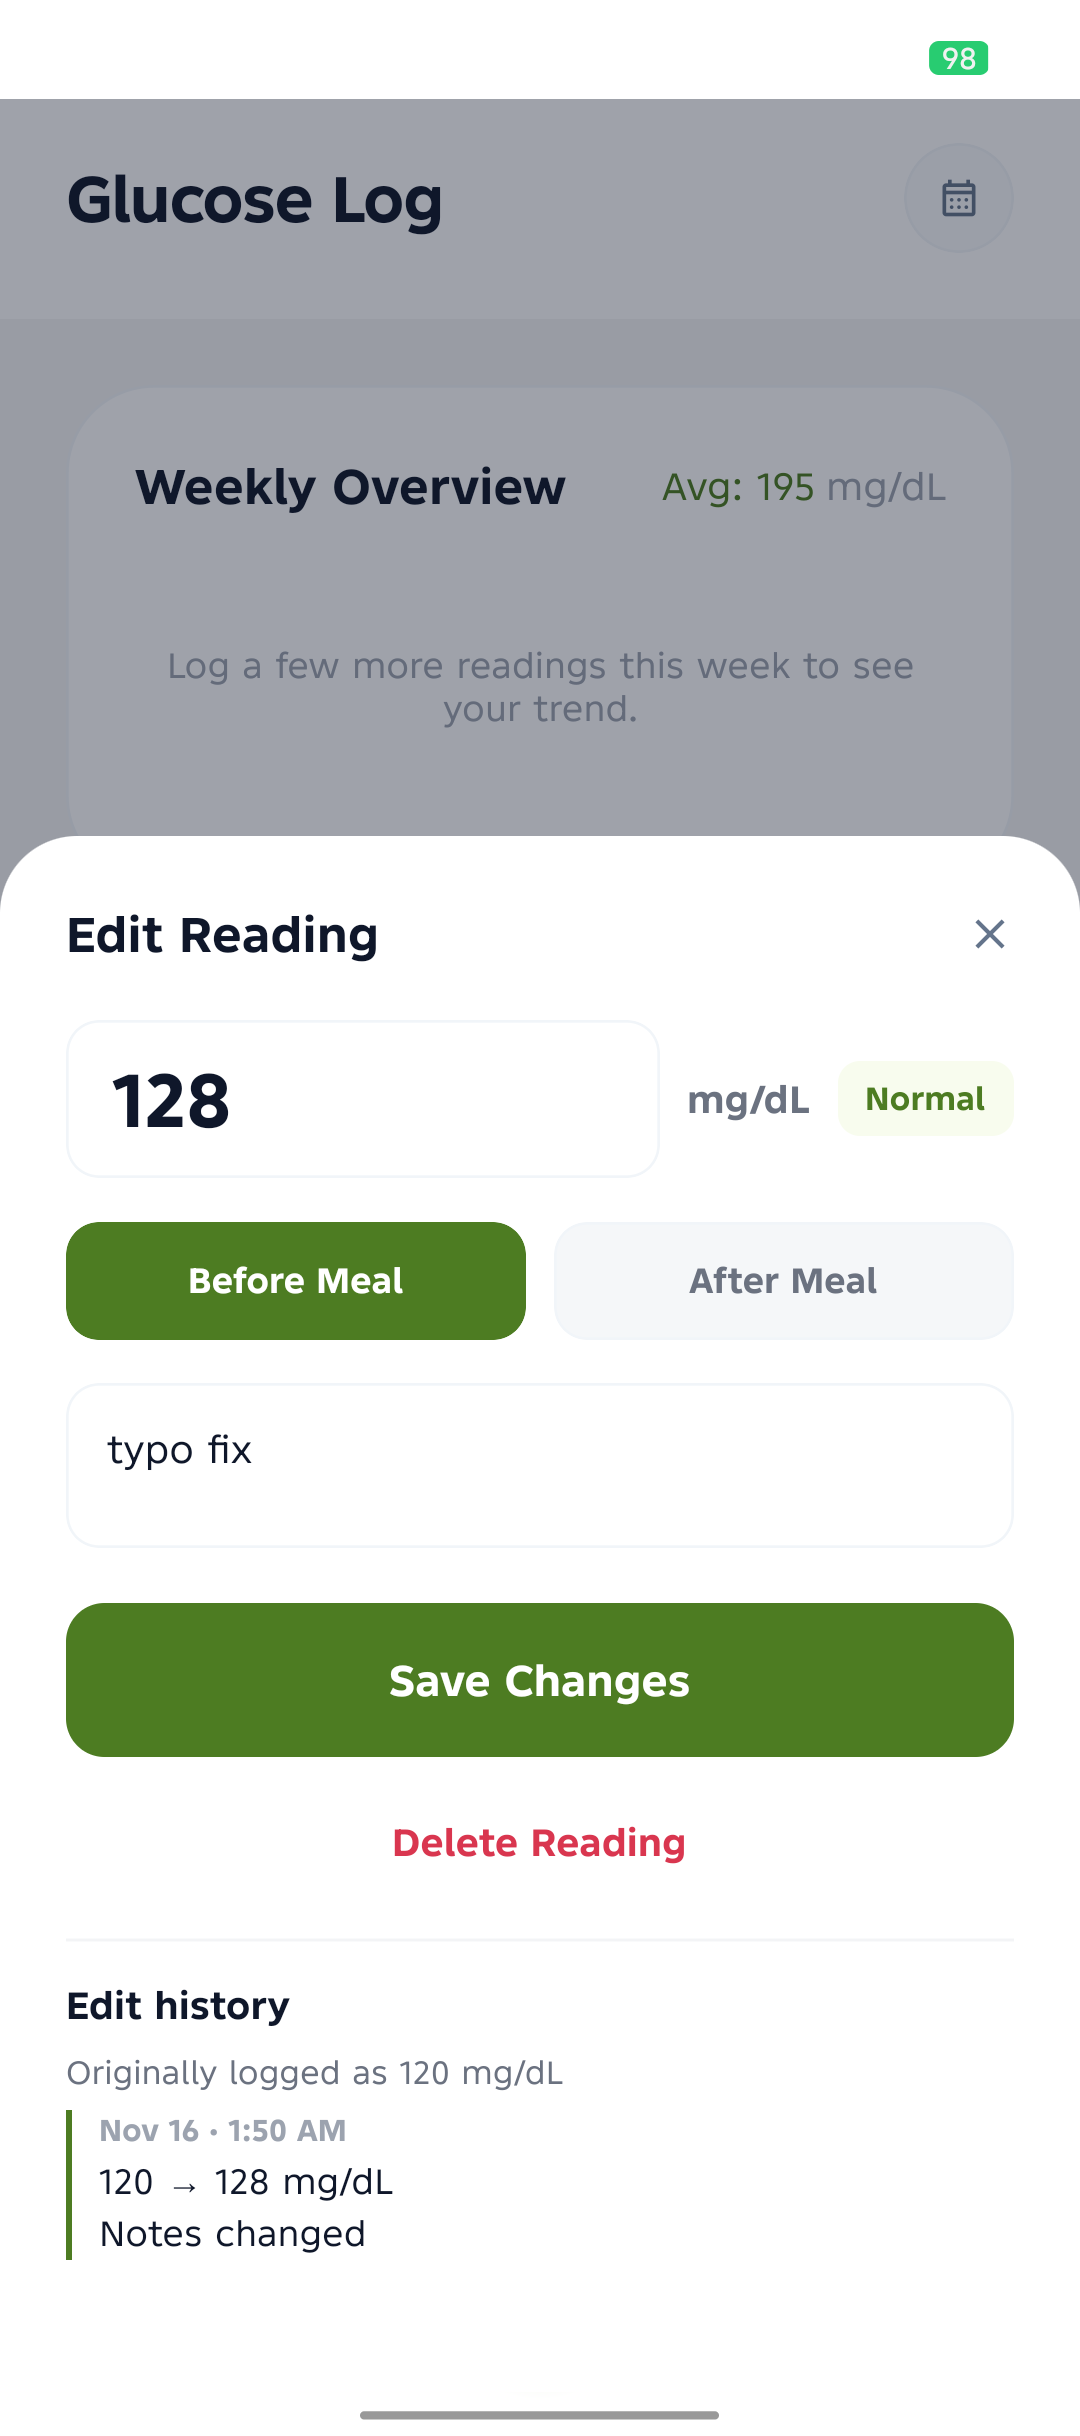 98
Glucose Log
Weekly Overview
Avg: 195 mg/dL
Log a few more readings this week to see
your trend.
Edit Reading
128
mg/dL
Normal
Before Meal
After Meal
typo fix
Save Changes
Delete Reading
Edit history
Originally logged as 120 mg/dL
Nov 16 • 1:50 AM
120 → 128 mg/dL
Notes changed